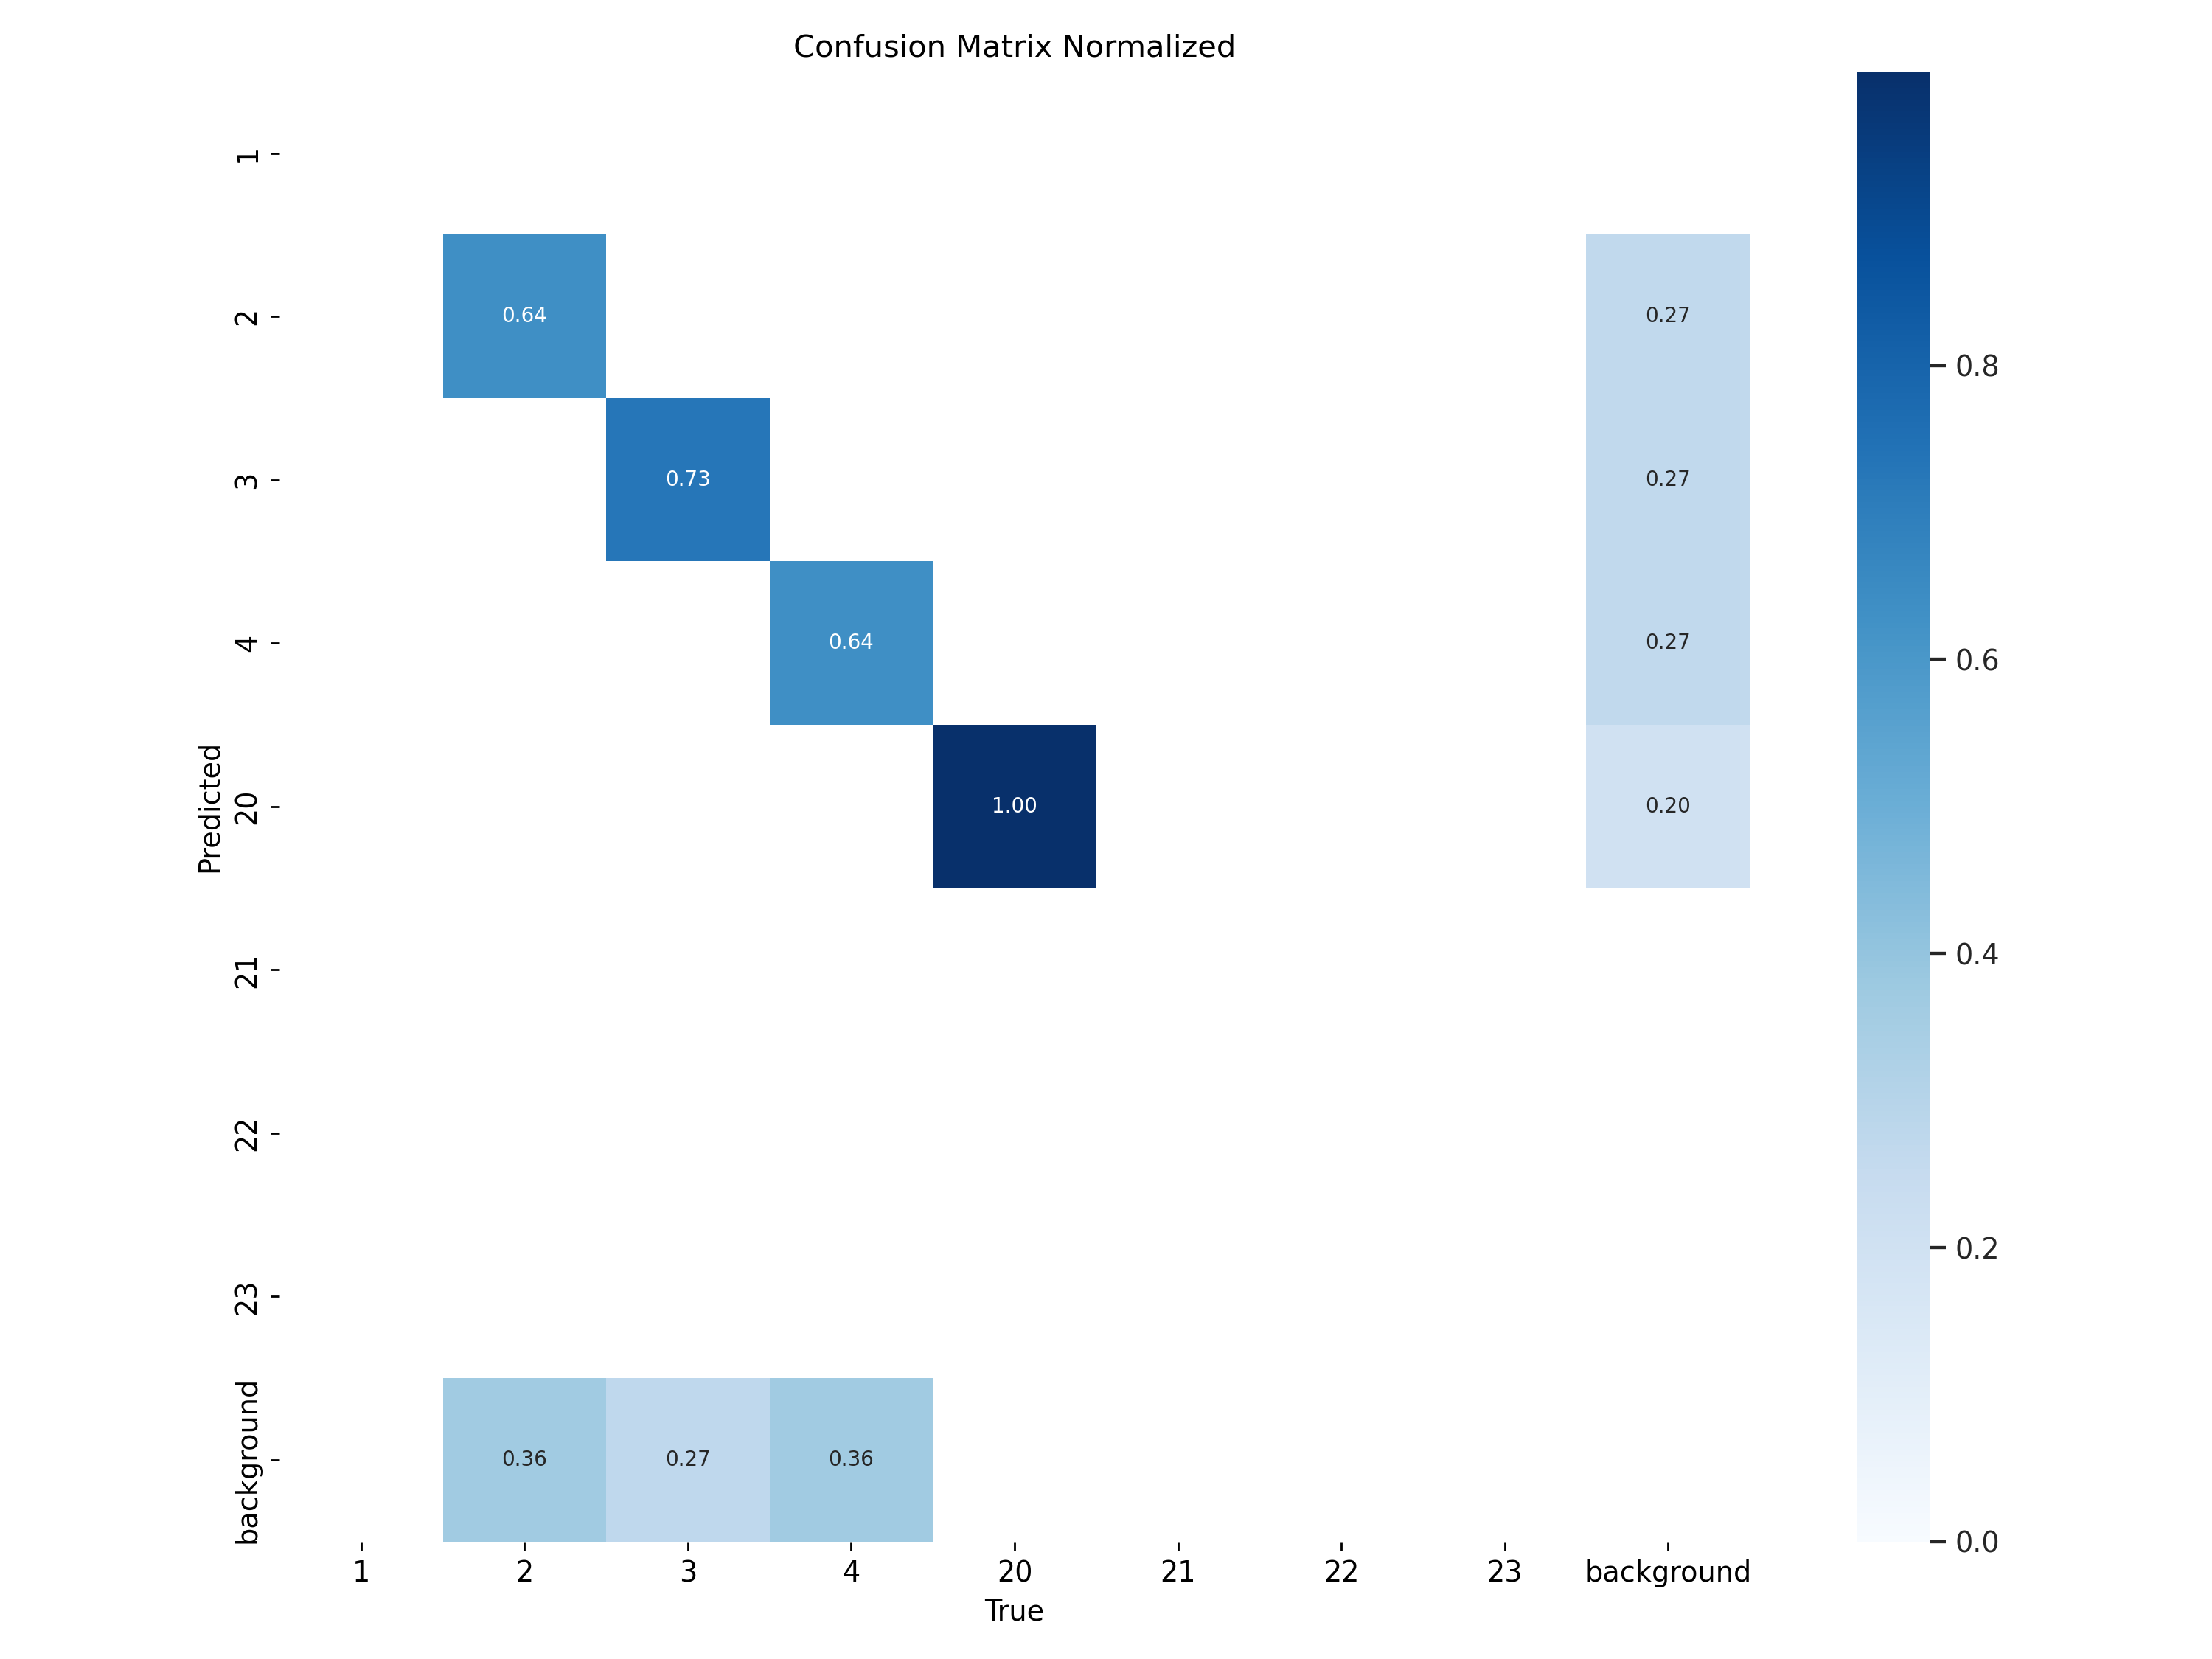 Confusion Matrix Normalized
1
2 0.64 0.27
3 0.73 0.27
4 0.64 0.27
20 1.00 0.20
21
22
23
background 0.36 0.27 0.36
Predicted
1 2 3 4 20 21 22 23 background
True
0.8
0.6
0.4
0.2
0.0